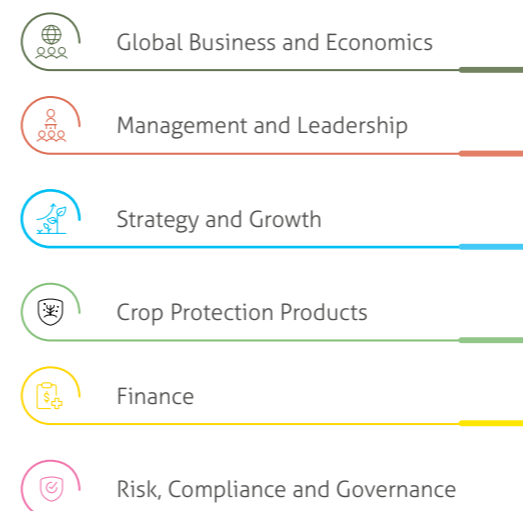 Global Business and Economics
Management and Leadership
Strategy and Growth
Crop Protection Products
Finance
Risk, Compliance and Governance